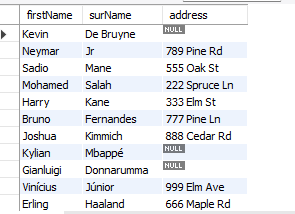 firstName surName address
Kevin De Bruyne NULL
Neymar Jr 789 Pine Rd
Sadio Mane 555 Oak St
Mohamed Salah 222 Spruce Ln
Harry Kane 333 Elm St
Bruno Fernandes 777 Pine Ln
Joshua Kimmich 888 Cedar Rd
Kylian Mbappé NULL
Gianluigi Donnarumma NULL
Vinícius Júnior 999 Elm Ave
Erling Haaland 666 Maple Rd